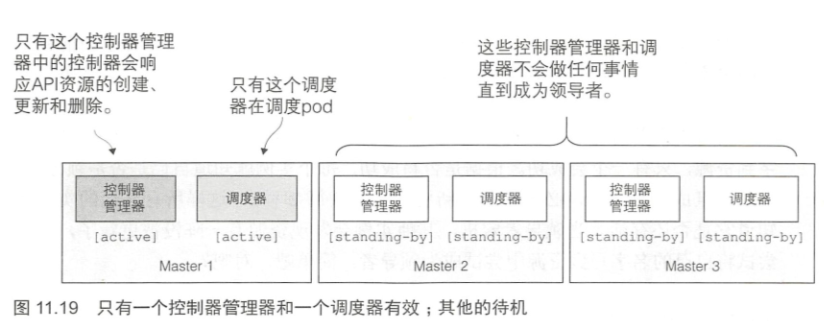 只有这个控制器管理
器中的控制器会响
应API资源的创建、
更新和删除。
只有这个调度
器在调度pod
这些控制器管理器和调
度器不会做任何事情
直到成为领导者。
控制器
管理器
调度器
控制器
管理器
调度器
控制器
管理器
调度器
[active]
[active]
[standing-by]
[standing-by]
[standing-by]
[standing-by]
Master 1
Master 2
Master 3
图 11.19 只有一个控制器管理器和一个调度器有效；其他的待机